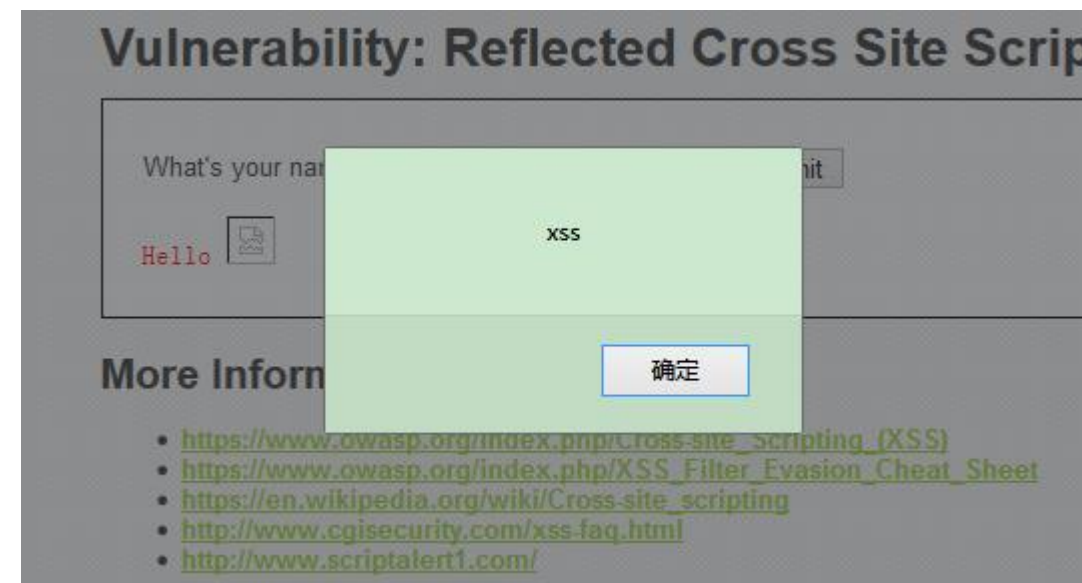 Vulnerability: Reflected Cross Site Scrip
What's your nar
nit
xss
Hello
确定
More Inforn
https://www.owasp.org/index.php/Cross-site_Scripting_(XSS)
https://www.owasp.org/index.php/XSS_Filter_Evasion_Cheat_Sheet
https://en.wikipedia.org/wiki/Cross-site_scripting
http://www.cgisecurity.com/xss-faq.html
http://www.scriptalert1.com/